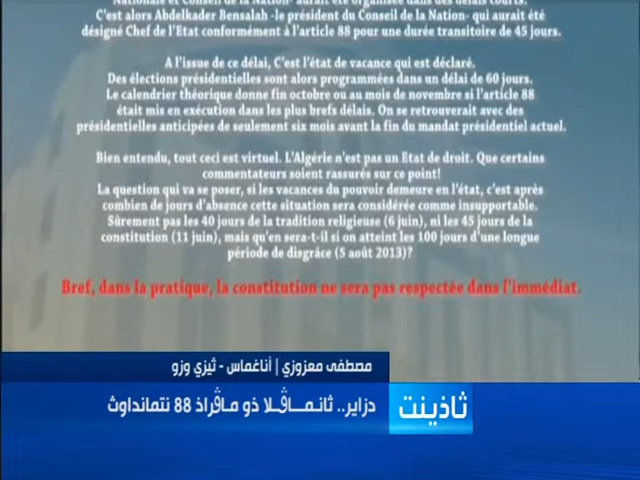 Nationale et Conseil de la Nation- aurait été organisée dans des délais courts.
C'est alors Abdelkader Bensalah -le président du Conseil de la Nation- qui aurait été
désigné Chef de l'Etat conformément à l'article 88 pour une durée transitoire de 45 jours.
A l'issue de ce délai, C'est l'état de vacance qui est déclaré.
Des élections présidentielles sont alors programmées dans un délai de 60 jours.
Le calendrier théorique donne fin octobre ou au mois de novembre si l'article 88
était mis en exécution dans les plus brefs délais. On se retrouverait avec des
présidentielles anticipées de seulement six mois avant la fin du mandat présidentiel actuel.
Bien entendu, tout ceci est virtuel. L'Algérie n'est pas un Etat de droit. Que certains
commentateurs soient rassurés sur ce point!
La question qui va se poser, si les vacances du pouvoir demeure en l'état, c'est après
combien de jours d'absence cette situation sera considérée comme insupportable.
Sûrement pas les 40 jours de la tradition religieuse (6 juin), ni les 45 jours de la
constitution (11 juin), mais qu'en sera-t-il si on atteint les 100 jours d'une longue
période de disgrâce (5 août 2013)?
Bref, dans la pratique, la constitution ne sera pas respectée dans l'immédiat.
مصطفى معزوزي | أناغماس - ثيزي وزو
ثاذينت
دزاير.. ثانمـاڤـلا ذو ماڤراذ 88 نتمانداوث